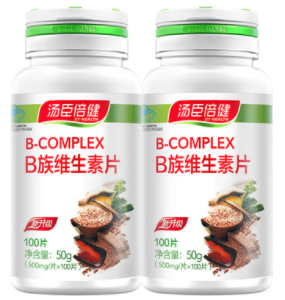 汤臣倍健
BY-HEALTH
B-COMPLEX
B族维生素片
新升级
100片
净含量:50g
(500mg/片×100片)
汤臣倍健
BY-HEALTH
B-COMPLEX
B族维生素片
新升级
100片
净含量:50g
(500mg/片×100片)